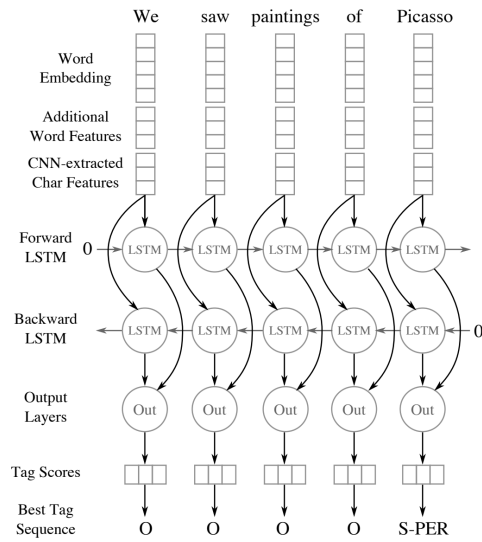 We saw paintings of Picasso
Word
Embedding
Additional
Word Features
CNN-extracted
Char Features
Forward
LSTM
0 LSTM LSTM LSTM LSTM LSTM
Backward
LSTM
LSTM LSTM LSTM LSTM LSTM 0
Output
Layers
Out Out Out Out Out
Tag Scores
Best Tag
Sequence
O O O O S-PER